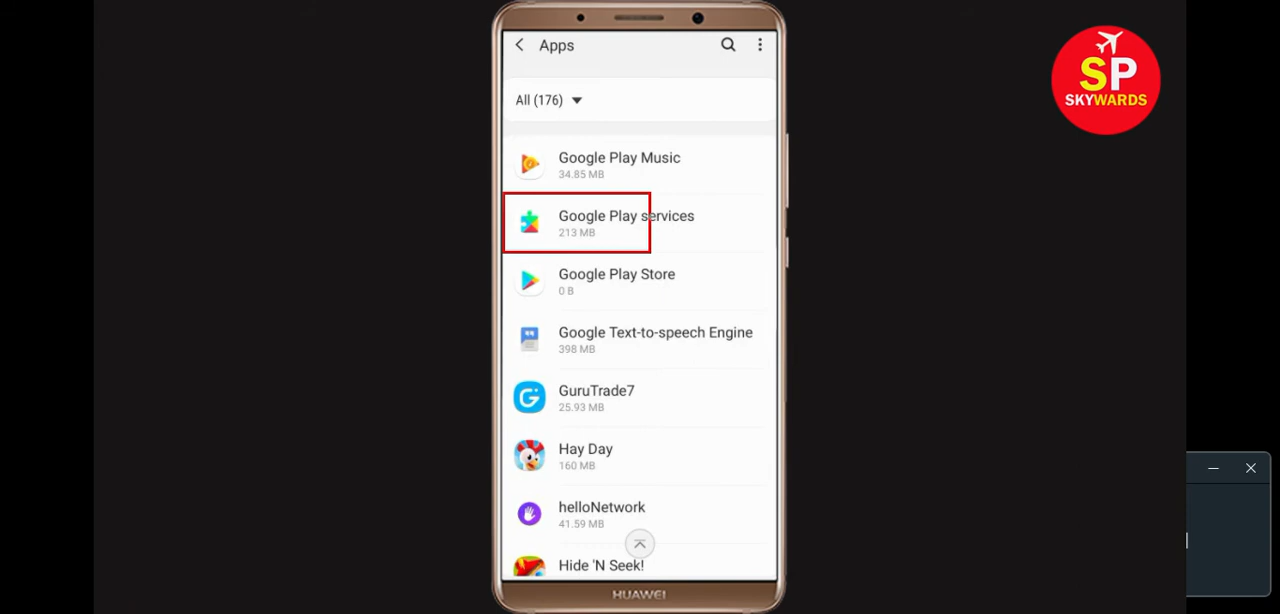 Apps
SP
SKYWARDS
All (176)
Google Play Music
34.85 MB
Google Play services
213 MB
Google Play Store
0 B
Google Text-to-speech Engine
398 MB
GuruTrade7
25.93 MB
Hay Day
160 MB
helloNetwork
41.59 MB
Hide 'N Seek!
HUAWEI